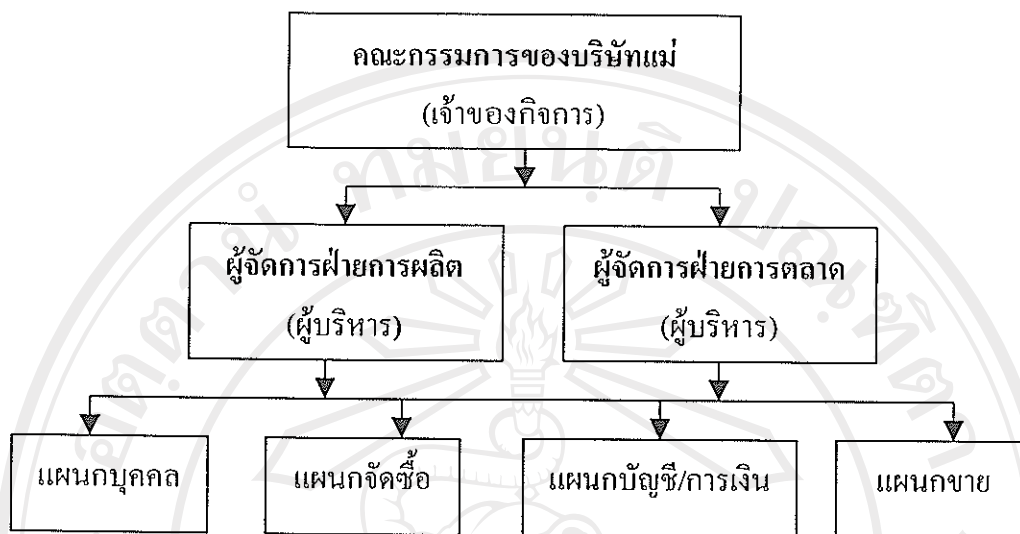 คณะกรรมการของบริษัทแม่
(เจ้าของกิจการ)
ผู้จัดการฝ่ายการผลิต
(ผู้บริหาร)
ผู้จัดการฝ่ายการตลาด
(ผู้บริหาร)
แผนกบุคคล
แผนกจัดซื้อ
แผนกบัญชี/การเงิน
แผนกขาย